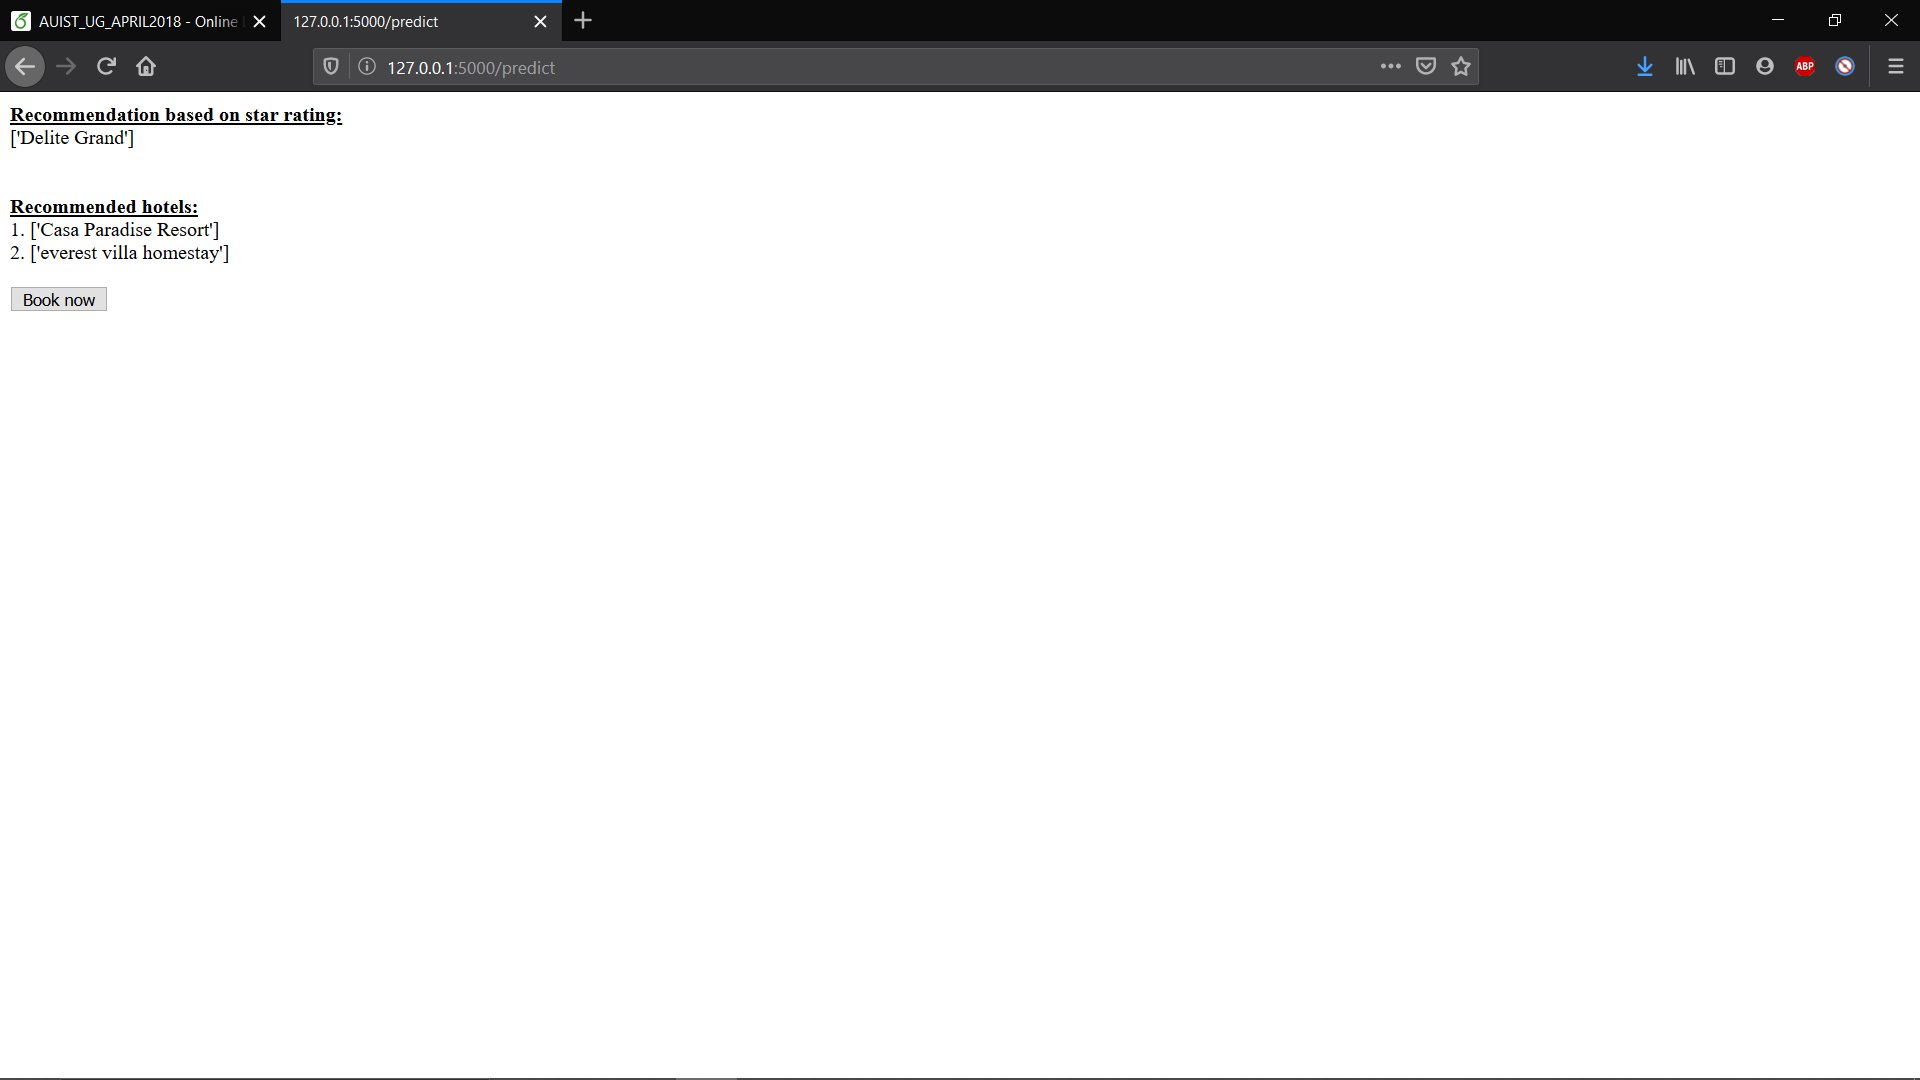 AUIST_UG_APRIL2018 - Online
127.0.0.1:5000/predict
127.0.0.1:5000/predict
ABP
Recommendation based on star rating:
['Delite Grand']
Recommended hotels:
1. ['Casa Paradise Resort']
2. ['everest villa homestay']
Book now